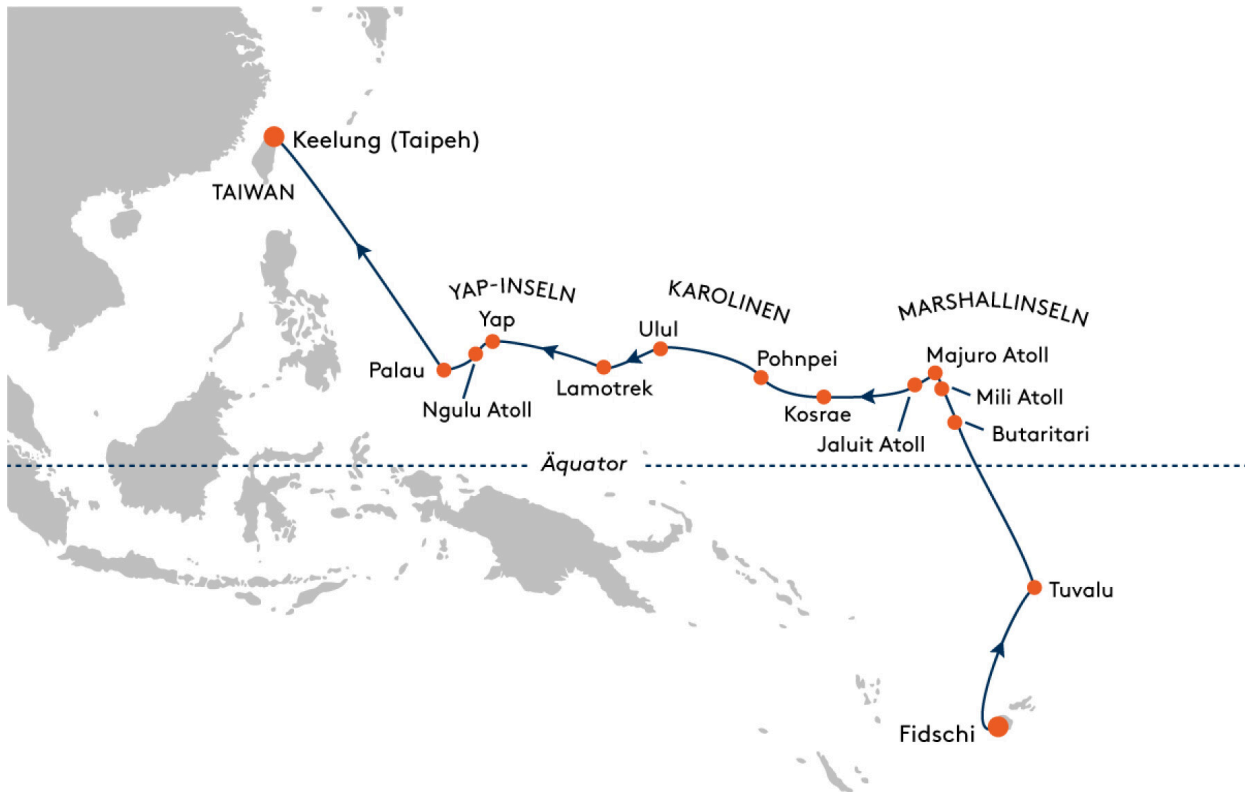 Keelung (Taipeh)
TAIWAN
YAP-INSELN
KAROLINEN
MARSHALLINSELN
Yap
Ulul
Palau
Pohnpei
Majuro Atoll
Lamotrek
Mili Atoll
Ngulu Atoll
Kosrae
Butaritari
Jaluit Atoll
Äquator
Tuvalu
Fidschi